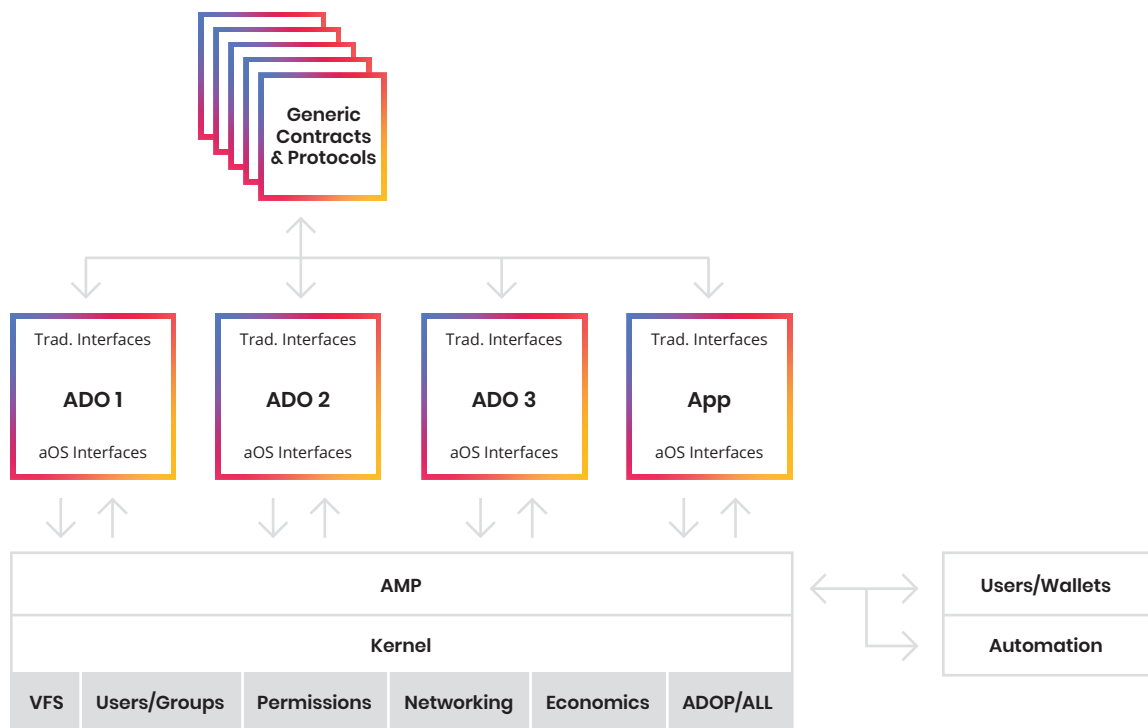 Generic
Contracts
& Protocols
Trad. Interfaces
ADO 1
aOS Interfaces
Trad. Interfaces
ADO 2
aOS Interfaces
Trad. Interfaces
ADO 3
aOS Interfaces
Trad. Interfaces
App
aOS Interfaces
AMP
Kernel
VFS
Users/Groups
Permissions
Networking
Economics
ADOP/ALL
Users/Wallets
Automation